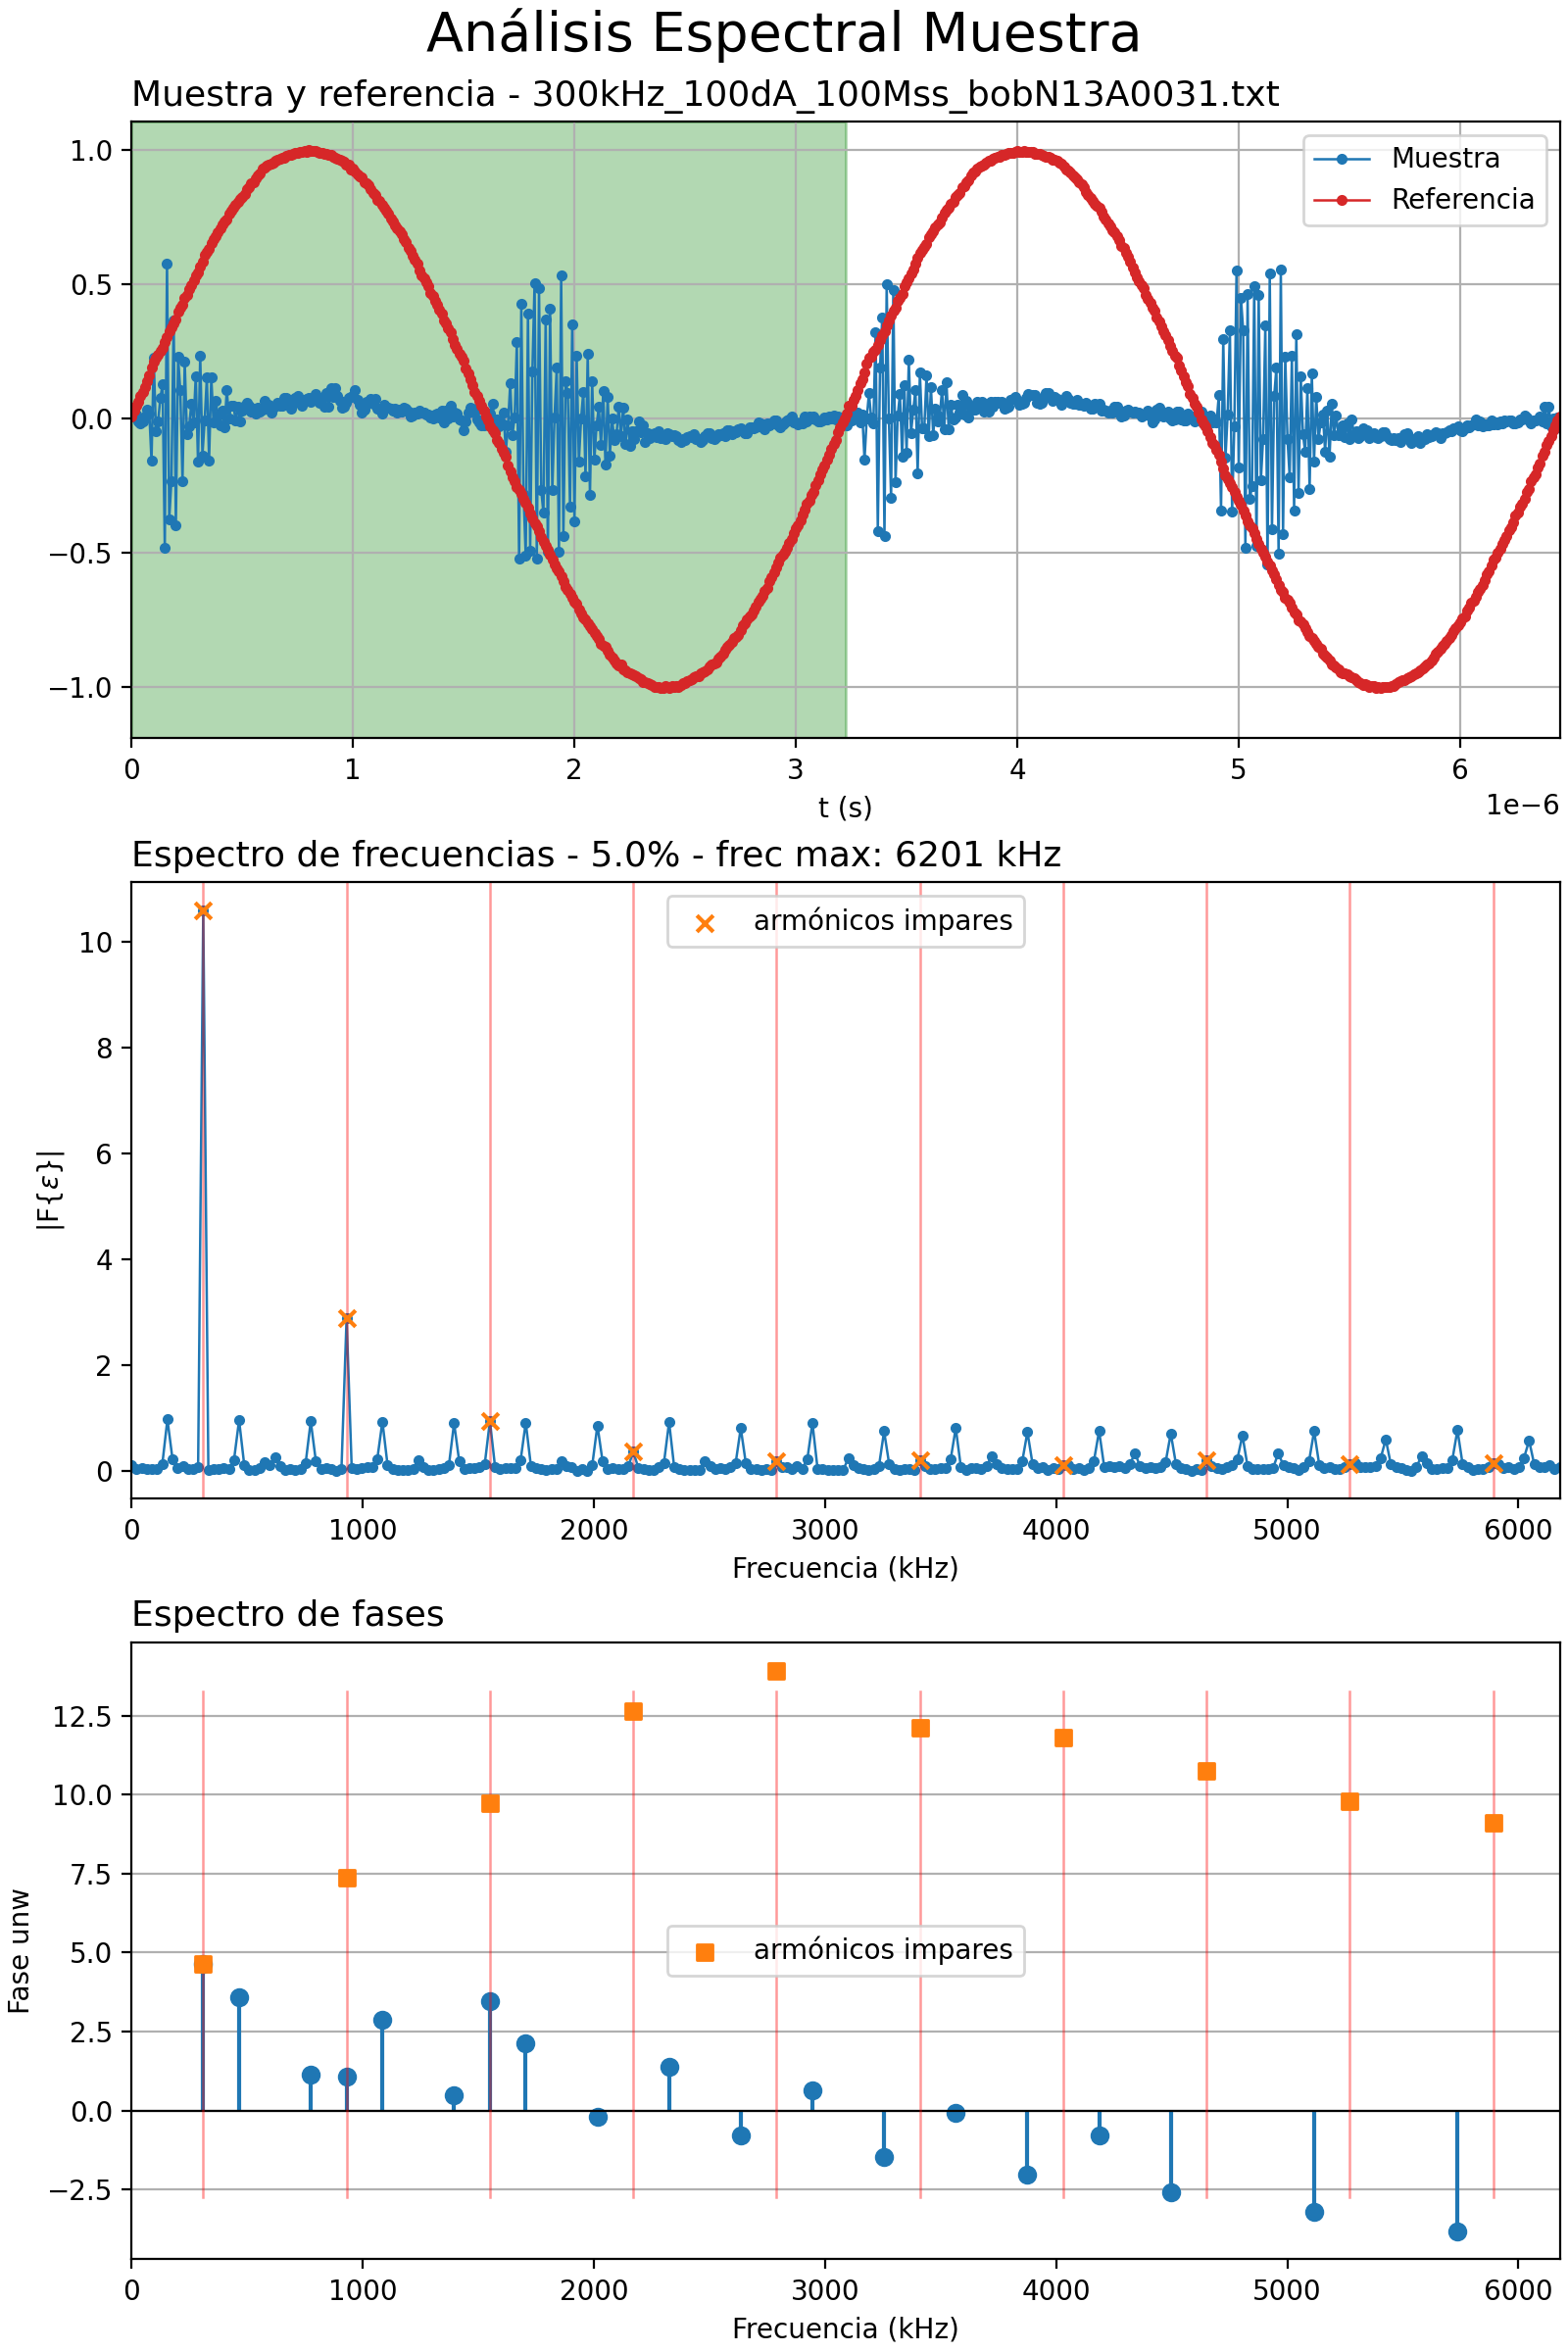 Análisis Espectral Muestra
Muestra y referencia - 300kHz_100dA_100Mss_bobN13A0031.txt
1.0
0.5
0.0
−0.5
−1.0
Muestra
Referencia
0 1 2 3 4 5 6
t (s)
1e−6
Espectro de frecuencias - 5.0% - frec max: 6201 kHz
armónicos impares
10
8
6
4
2
0
|F{ε}|
0 1000 2000 3000 4000 5000 6000
Frecuencia (kHz)
Espectro de fases
12.5
10.0
7.5
5.0
2.5
0.0
−2.5
Fase unw
armónicos impares
0 1000 2000 3000 4000 5000 6000
Frecuencia (kHz)